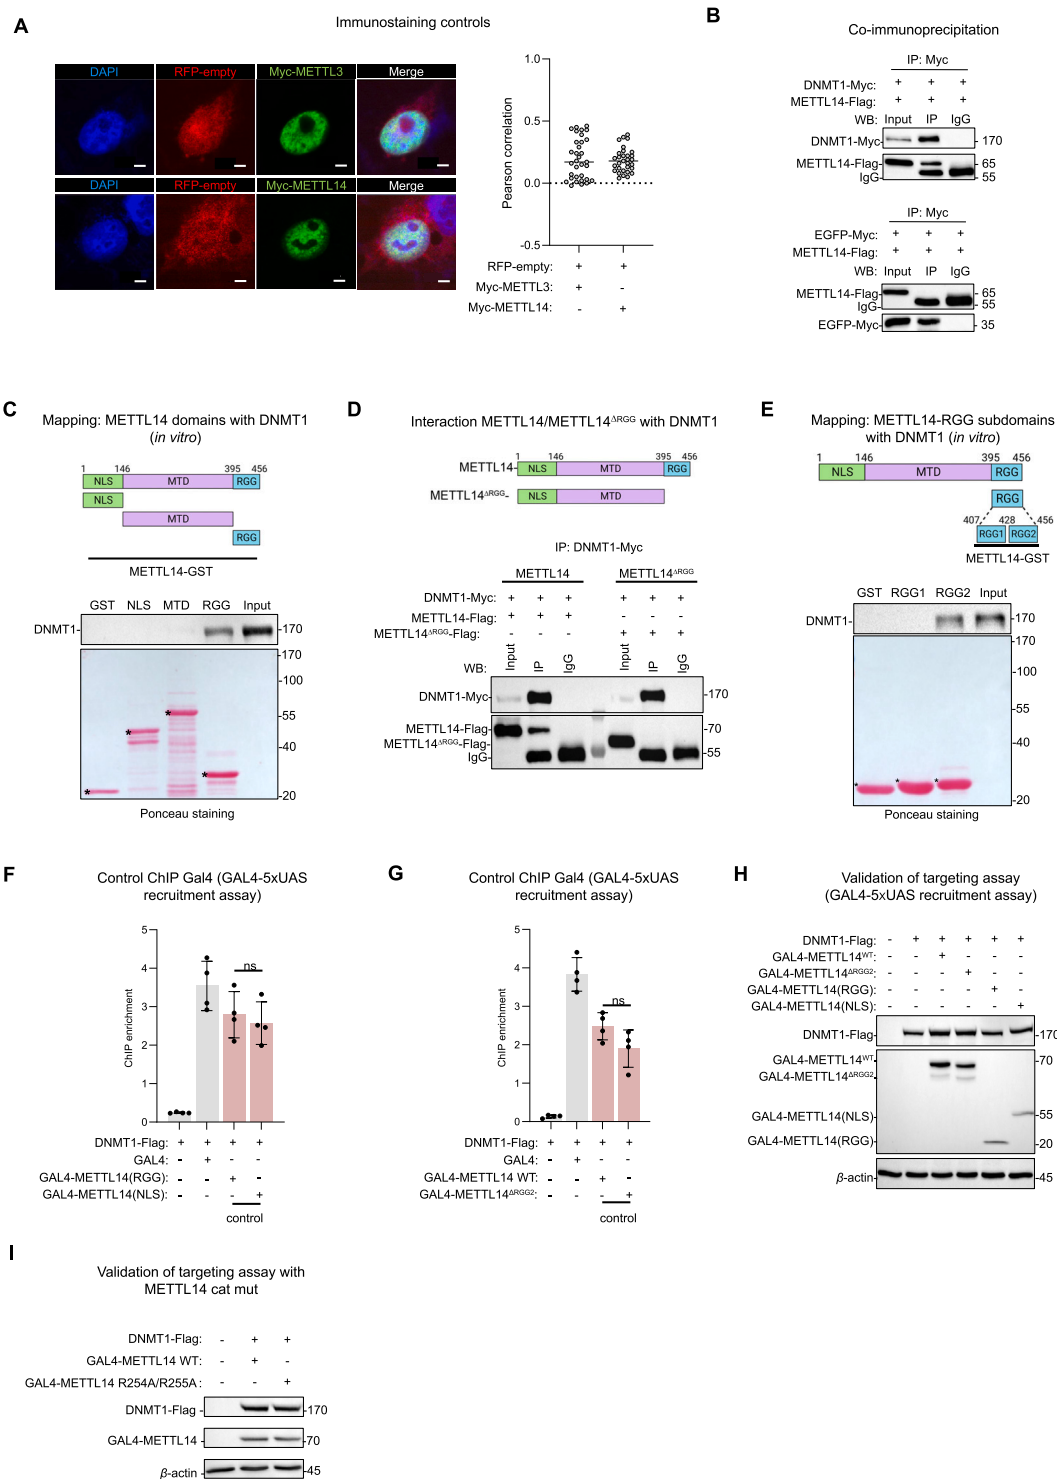 A
Immunostaining controls
DAPI RFP-empty Myc-METTL3 Merge
DAPI RFP-empty Myc-METTL14 Merge
Pearson correlation
1.0
0.5
0.0
-0.5
RFP-empty: + +
Myc-METTL3: + -
Myc-METTL14: - +
B
Co-immunoprecipitation
IP: Myc
DNMT1-Myc: + + +
METTL14-Flag: + + +
WB: Input IP IgG
DNMT1-Myc 170
METTL14-Flag 65
IgG 55
IP: Myc
EGFP-Myc: + + +
METTL14-Flag: + + +
WB: Input IP IgG
METTL14-Flag 65
IgG 55
EGFP-Myc 35
C
Mapping: METTL14 domains with DNMT1
(in vitro)
1 146 395 456
NLS MTD RGG
NLS
MTD
RGG
METTL14-GST
GST NLS MTD RGG Input
DNMT1- -170
-170
-100
-55
-40
-20
* * * *
Ponceau staining
D
Interaction METTL14/METTL14ΔRGG with DNMT1
1 146 395 456
METTL14- NLS MTD RGG
METTL14ΔRGG- NLS MTD
IP: DNMT1-Myc
METTL14 METTL14ΔRGG
DNMT1-Myc: + + + + + +
METTL14-Flag: + + + - - -
METTL14ΔRGG-Flag: - - - + + +
WB: Input IP IgG Input IP IgG
DNMT1-Myc- -170
METTL14-Flag- -70
METTL14ΔRGG-Flag-
IgG- -55
E
Mapping: METTL14-RGG subdomains
with DNMT1 (in vitro)
1 146 395 456
NLS MTD RGG
RGG
407 428 456
RGG1 RGG2
METTL14-GST
GST RGG1 RGG2 Input
DNMT1- -170
-170
-100
-55
-40
-20
* * *
Ponceau staining
F
Control ChIP Gal4 (GAL4-5xUAS
recruitment assay)
ChIP enrichment
5
4
3
2
1
0
ns
DNMT1-Flag: + + + +
GAL4: - + - -
GAL4-METTL14(RGG): - - + -
GAL4-METTL14(NLS): - - - +
control
G
Control ChIP Gal4 (GAL4-5xUAS
recruitment assay)
ChIP enrichment
5
4
3
2
1
0
ns
DNMT1-Flag: + + + +
GAL4: - + - -
GAL4-METTL14 WT: - - + -
GAL4-METTL14ΔRGG2: - - - +
control
H
Validation of targeting assay
(GAL4-5xUAS recruitment assay)
DNMT1-Flag: - + + + + +
GAL4-METTL14WT: - - + - - -
GAL4-METTL14ΔRGG2: - - - + - -
GAL4-METTL14(RGG): - - - - + -
GAL4-METTL14(NLS): - - - - - +
DNMT1-Flag -170
GAL4-METTL14WT -70
GAL4-METTL14ΔRGG2
GAL4-METTL14(NLS) -55
GAL4-METTL14(RGG) -20
β-actin- -45
I
Validation of targeting assay with
METTL14 cat mut
DNMT1-Flag: - + +
GAL4-METTL14 WT: - + -
GAL4-METTL14 R254A/R255A: - - +
DNMT1-Flag - -170
GAL4-METTL14 - -70
β-actin - -45